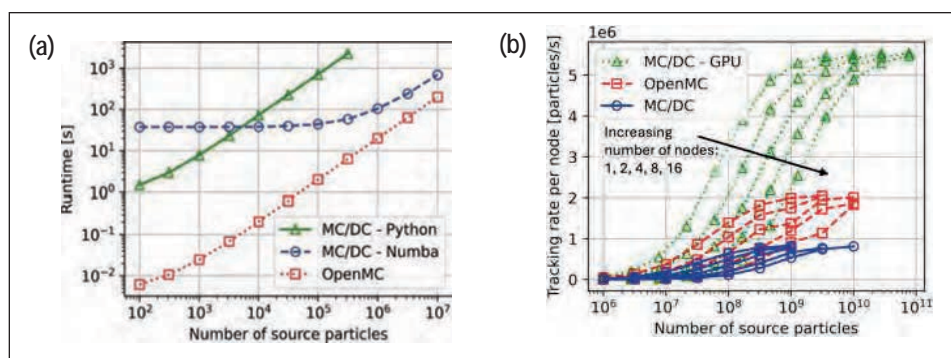 (a)
Runtime [s]
10³
10²
10¹
10⁰
10⁻¹
10⁻²
MC/DC - Python
MC/DC - Numba
OpenMC
10² 10³ 10⁴ 10⁵ 10⁶ 10⁷
Number of source particles
(b)
Tracking rate per node [particles/s]
1e6
5
4
3
2
1
0
MC/DC - GPU
OpenMC
MC/DC
Increasing
number of nodes:
1, 2, 4, 8, 16
10⁶ 10⁷ 10⁸ 10⁹ 10¹⁰ 10¹¹
Number of source particles